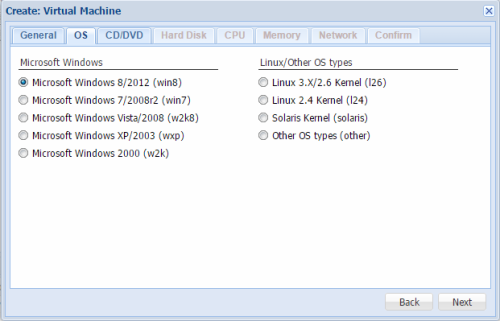 Create: Virtual Machine
General OS CD/DVD Hard Disk CPU Memory Network Confirm
Microsoft Windows
Microsoft Windows 8/2012 (win8)
Microsoft Windows 7/2008r2 (win7)
Microsoft Windows Vista/2008 (w2k8)
Microsoft Windows XP/2003 (wxp)
Microsoft Windows 2000 (w2k)
Linux/Other OS types
Linux 3.X/2.6 Kernel (l26)
Linux 2.4 Kernel (l24)
Solaris Kernel (solaris)
Other OS types (other)
Back Next